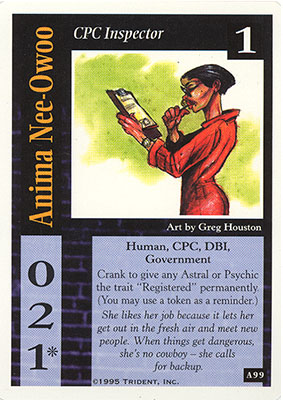 CPC Inspector
1
Anima Nee-Owoo
Art by Greg Houston
0
2
1*
Human, CPC, DBI,
Government
Crank to give any Astral or Psychic
the trait “Registered” permanently.
(You may use a token as a reminder.)
She likes her job because it lets her
get out in the fresh air and meet new
people. When things get dangerous,
she's no cowboy – she calls
for backup.
©1995 TRIDENT, INC.
A99